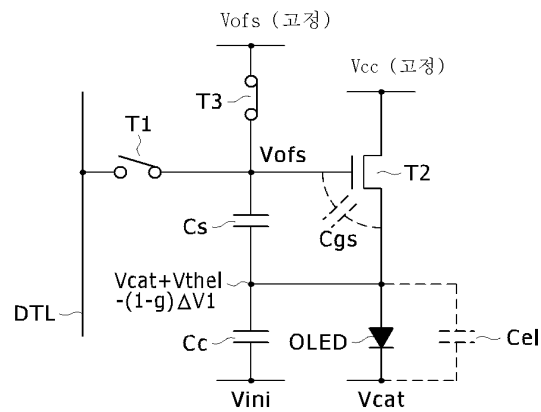 Vofs (고정)
Vcc (고정)
T3
T1
Vofs
T2
Cs
Cgs
Vcat+Vthel
-(1-g)ΔV1
DTL
Cc
OLED
Cel
Vini
Vcat